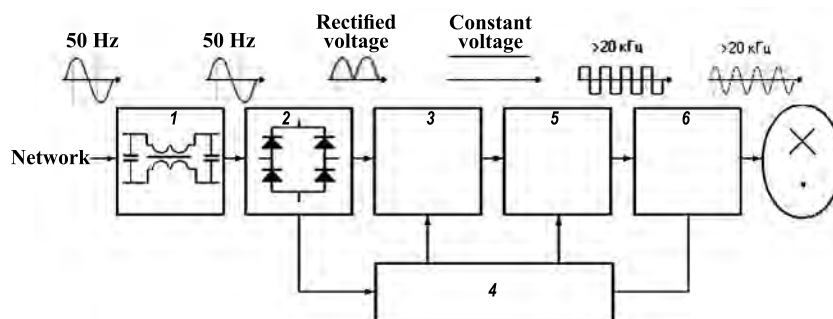 50 Hz
50 Hz
Rectified
voltage
Constant
voltage
>20 кГц
>20 кГц
1
2
3
5
6
Network
4